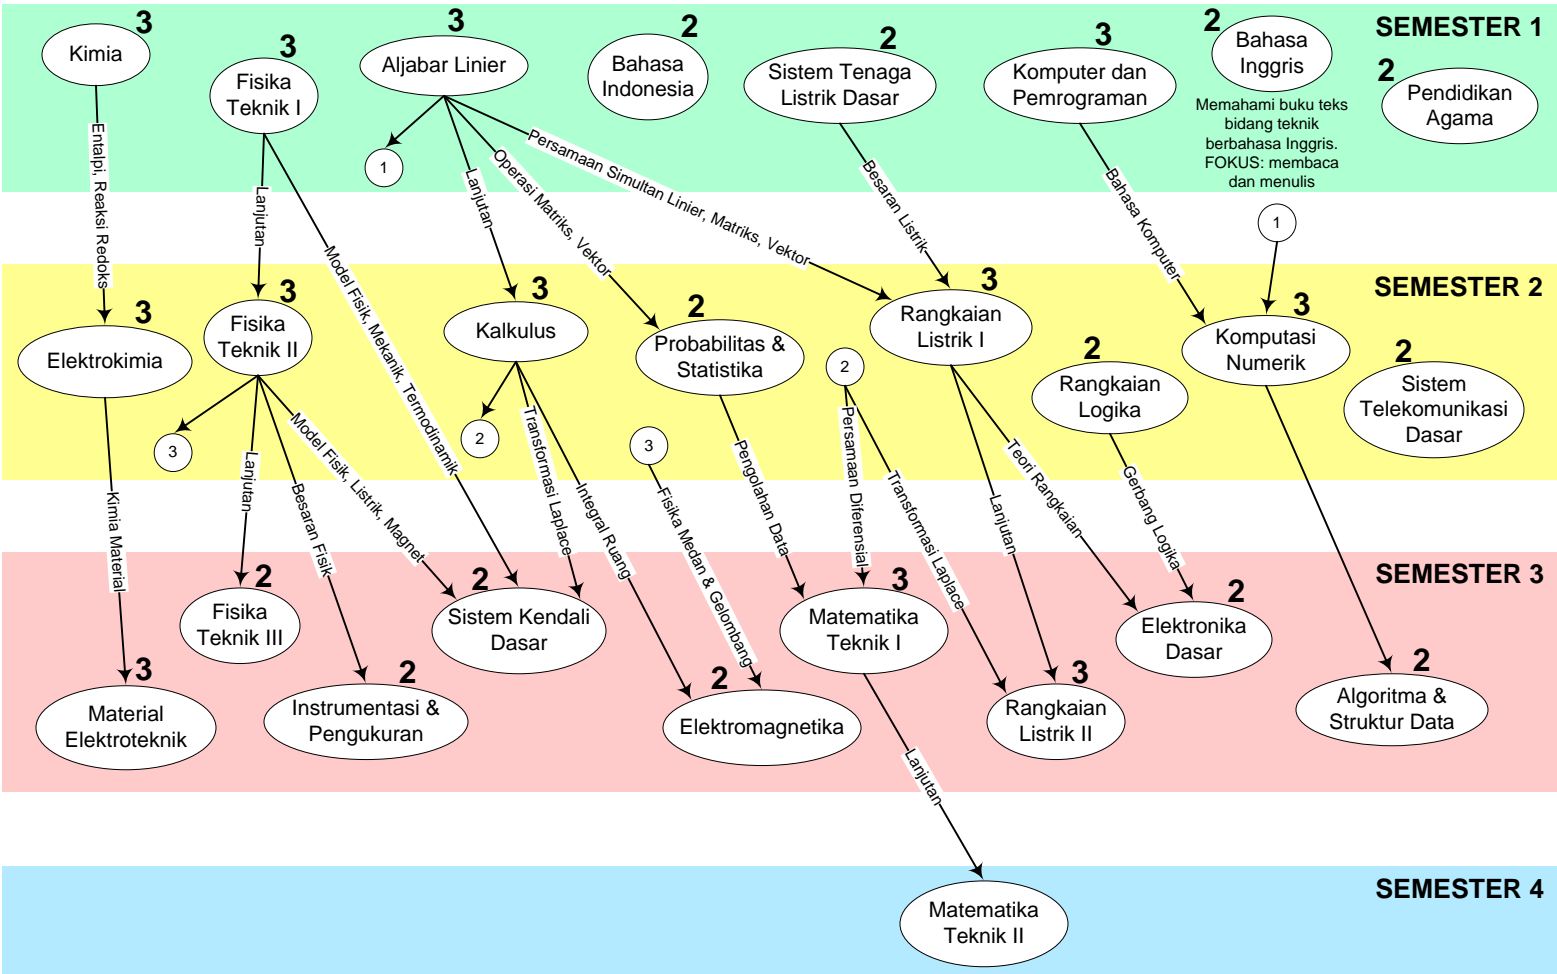 SEMESTER 1
3
Kimia
3
Fisika
Teknik I
3
Aljabar Linier
2
Bahasa
Indonesia
2
Sistem Tenaga
Listrik Dasar
3
Komputer dan
Pemrograman
2
Bahasa
Inggris
Memahami buku teks
bidang teknik
berbahasa Inggris.
FOKUS: membaca
dan menulis
2
Pendidikan
Agama
1
Entalpi, Reaksi Redoks
Lanjutan
Model Fisik, Mekanik, Termodinamik
Lanjutan
Operasi Matriks, Vektor
Persamaan Simultan Linier, Matriks, Vektor
Besaran Listrik
Bahasa Komputer
1
SEMESTER 2
3
Elektrokimia
3
Fisika
Teknik II
3
Kalkulus
2
Probabilitas &
Statistika
3
Rangkaian
Listrik I
2
Rangkaian
Logika
3
Komputasi
Numerik
2
Sistem
Telekomunikasi
Dasar
3
2
3
2
Kimia Material
Lanjutan
Besaran Fisik
Model Fisik, Listrik, Magnet
Transformasi Laplace
Integral Ruang
Fisika Medan & Gelombang
Pengolahan Data
Persamaan Diferensial
Transformasi Laplace
Lanjutan
Teori Rangkaian
Gerbang Logika
SEMESTER 3
3
Material
Elektroteknik
2
Fisika
Teknik III
2
Instrumentasi &
Pengukuran
2
Sistem Kendali
Dasar
2
Elektromagnetika
3
Matematika
Teknik I
3
Rangkaian
Listrik II
2
Elektronika
Dasar
2
Algoritma &
Struktur Data
Lanjutan
SEMESTER 4
Matematika
Teknik II